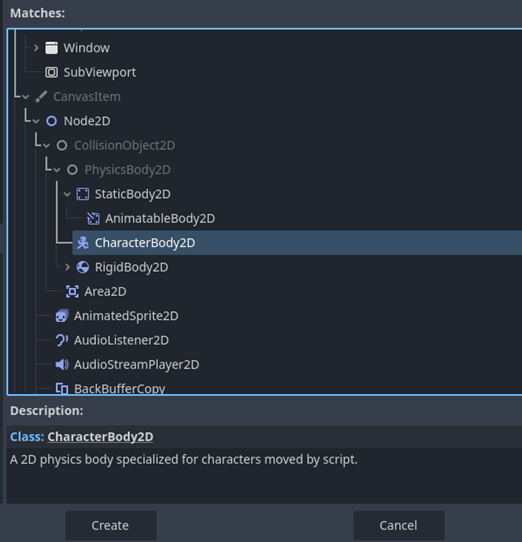 Matches:
Window
SubViewport
CanvasItem
Node2D
CollisionObject2D
PhysicsBody2D
StaticBody2D
AnimatableBody2D
CharacterBody2D
RigidBody2D
Area2D
AnimatedSprite2D
AudioListener2D
AudioStreamPlayer2D
BackBufferCopy
Description:
Class: CharacterBody2D
A 2D physics body specialized for characters moved by script.
Create Cancel